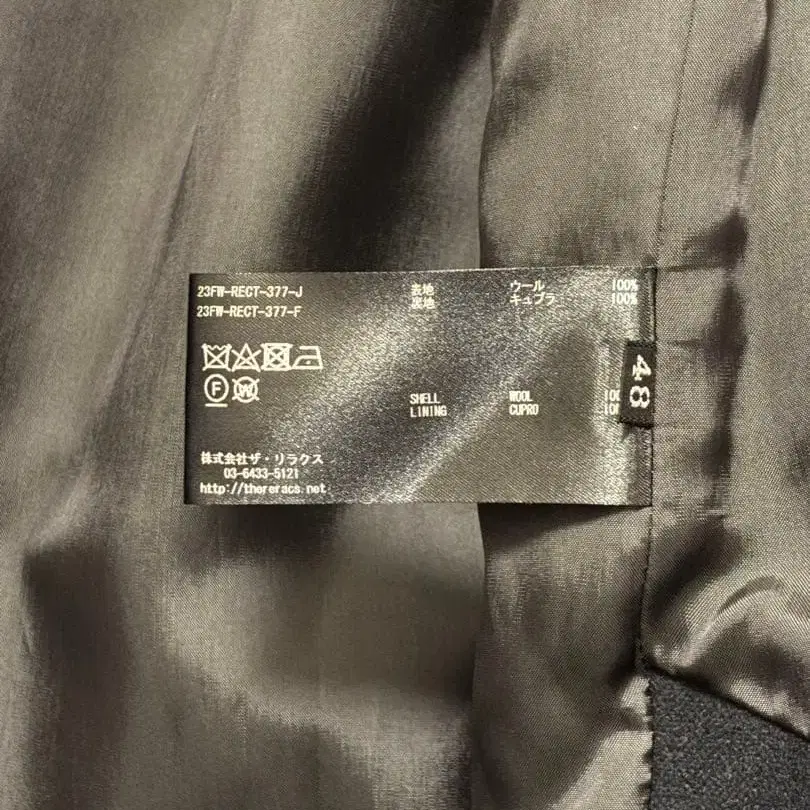 23FW-RECT-377-J
23FW-RECT-377-F
表地 ウール 100%
裏地 キュプラ 100%
F
W
SHELL WOOL
LINING CUPRO
48
株式会社ザ・リラクス
03-6433-5121
http://thereracs.net